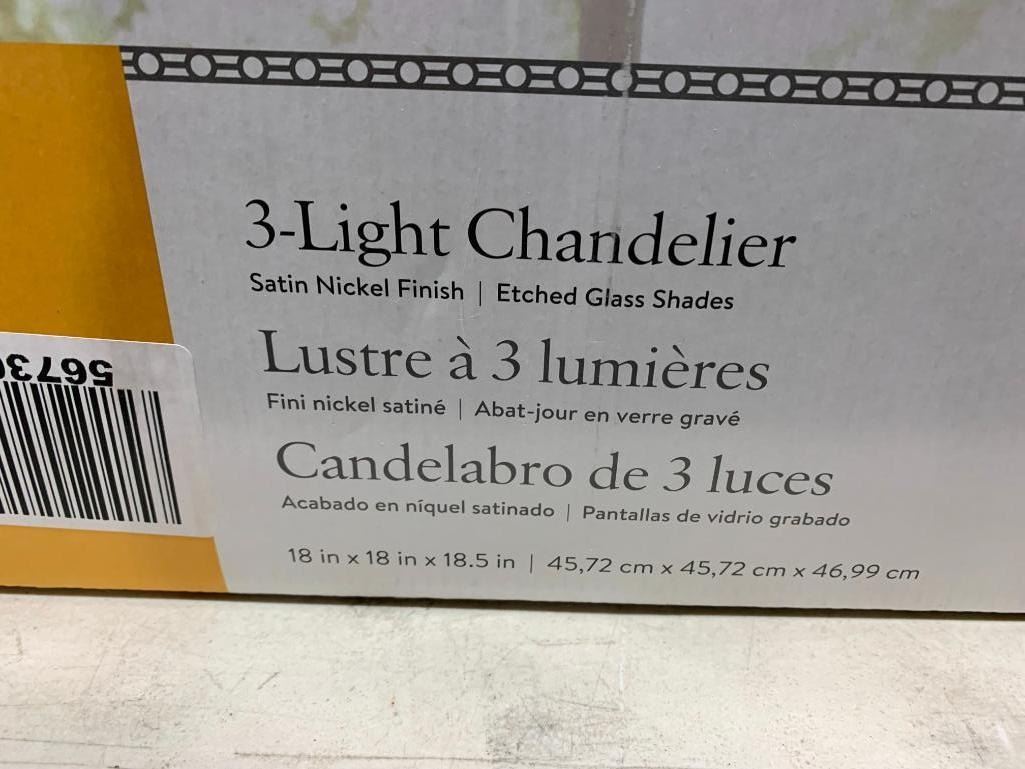 3-Light Chandelier
Satin Nickel Finish | Etched Glass Shades
Lustre à 3 lumières
Fini nickel satiné | Abat-jour en verre gravé
Candelabro de 3 luces
Acabado en níquel satinado | Pantallas de vidrio grabado
18 in x 18 in x 18.5 in | 45,72 cm x 45,72 cm x 46,99 cm